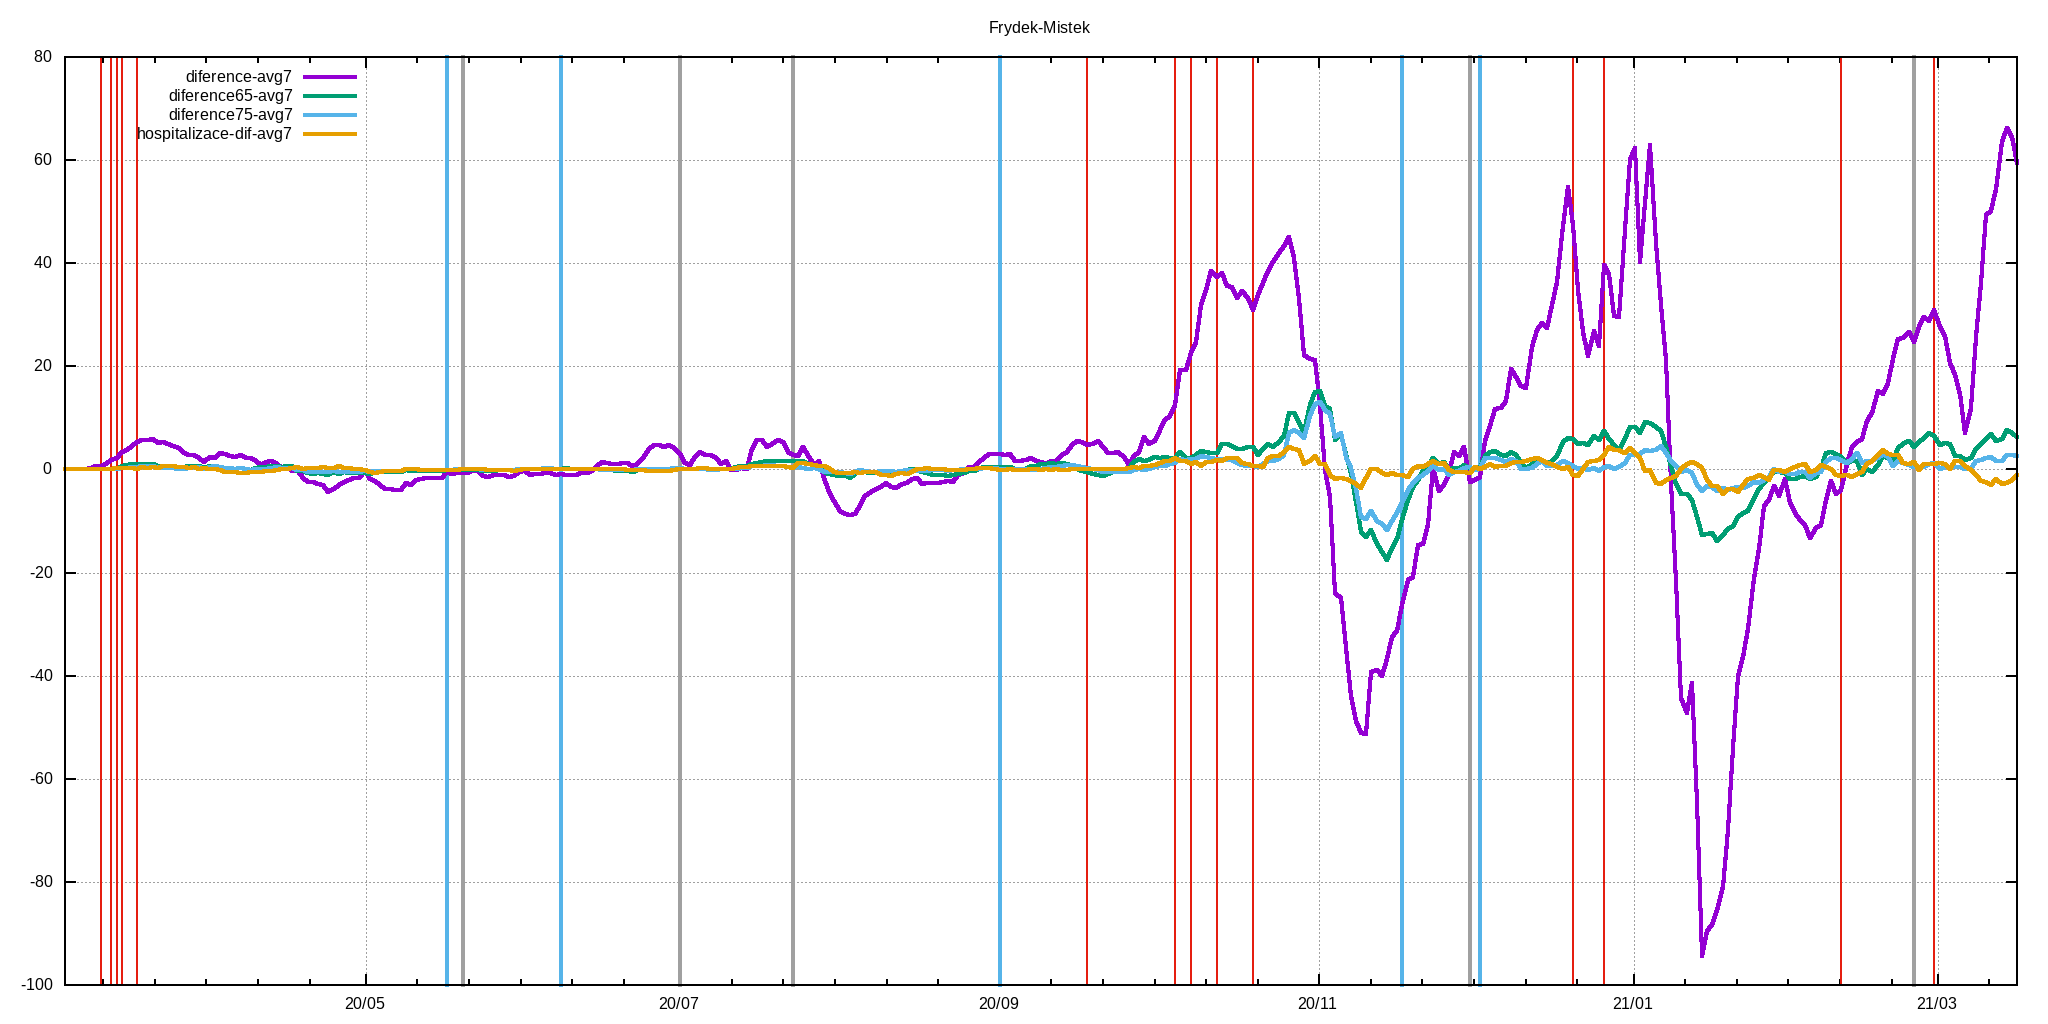 Frydek-Mistek
diference-avg7
diference65-avg7
diference75-avg7
hospitalizace-dif-avg7
80
60
40
20
0
-20
-40
-60
-80
-100
20/05 20/07 20/09 20/11 21/01 21/03